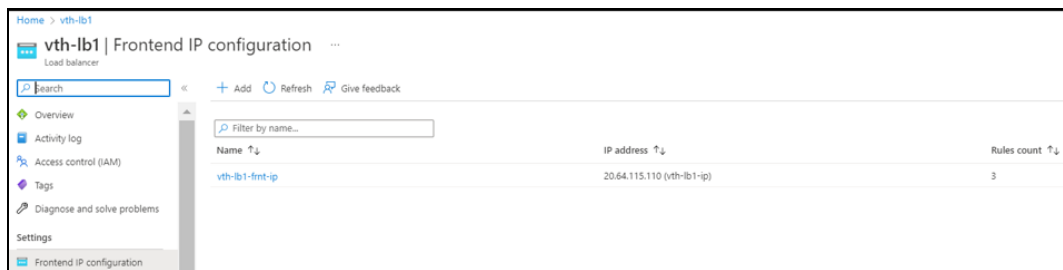 Home > vth-lb1
vth-lb1 | Frontend IP configuration ...
Load balancer
Search «
+ Add Refresh Give feedback
Overview
Activity log
Access control (IAM)
Tags
Diagnose and solve problems
Settings
Frontend IP configuration
Filter by name...
Name ↑↓ IP address ↑↓ Rules count ↑↓
vth-lb1-frnt-ip 20.64.115.110 (vth-lb1-ip) 3